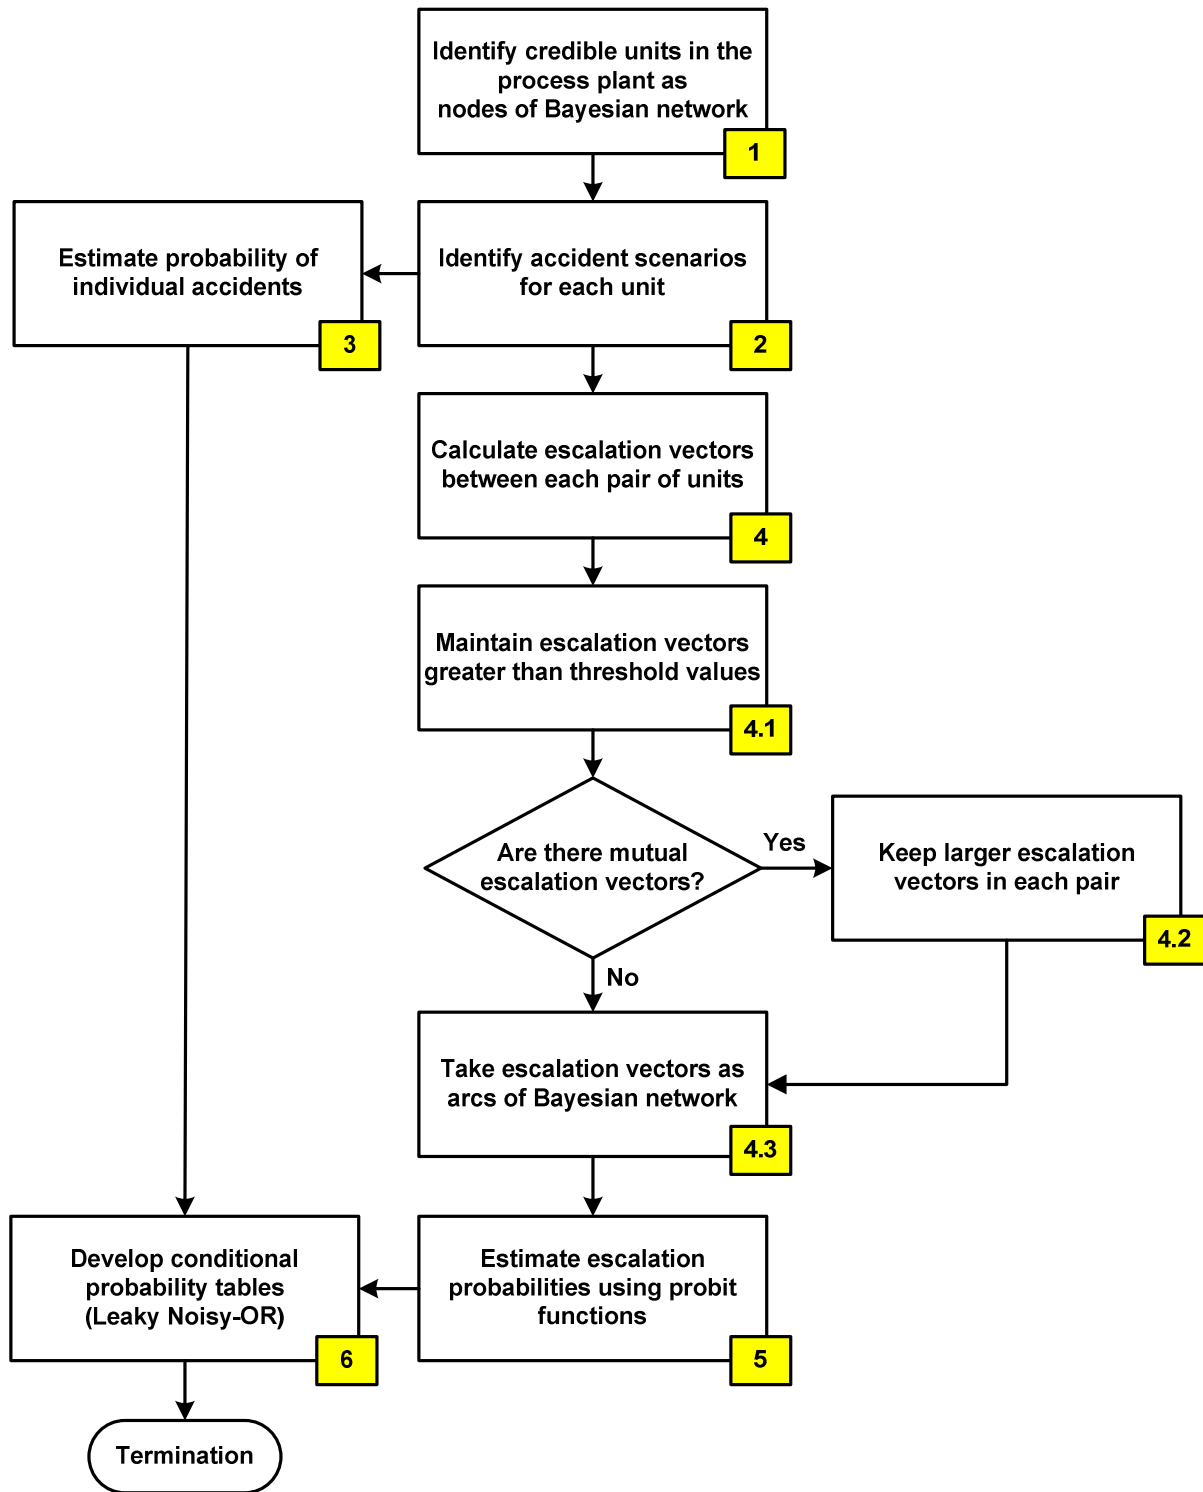 Identify credible units in the
process plant as
nodes of Bayesian network
1
Estimate probability of
individual accidents
3
Identify accident scenarios
for each unit
2
Calculate escalation vectors
between each pair of units
4
Maintain escalation vectors
greater than threshold values
4.1
Are there mutual
escalation vectors?
Yes
Keep larger escalation
vectors in each pair
4.2
No
Take escalation vectors as
arcs of Bayesian network
4.3
Develop conditional
probability tables
(Leaky Noisy-OR)
6
Estimate escalation
probabilities using probit
functions
5
Termination